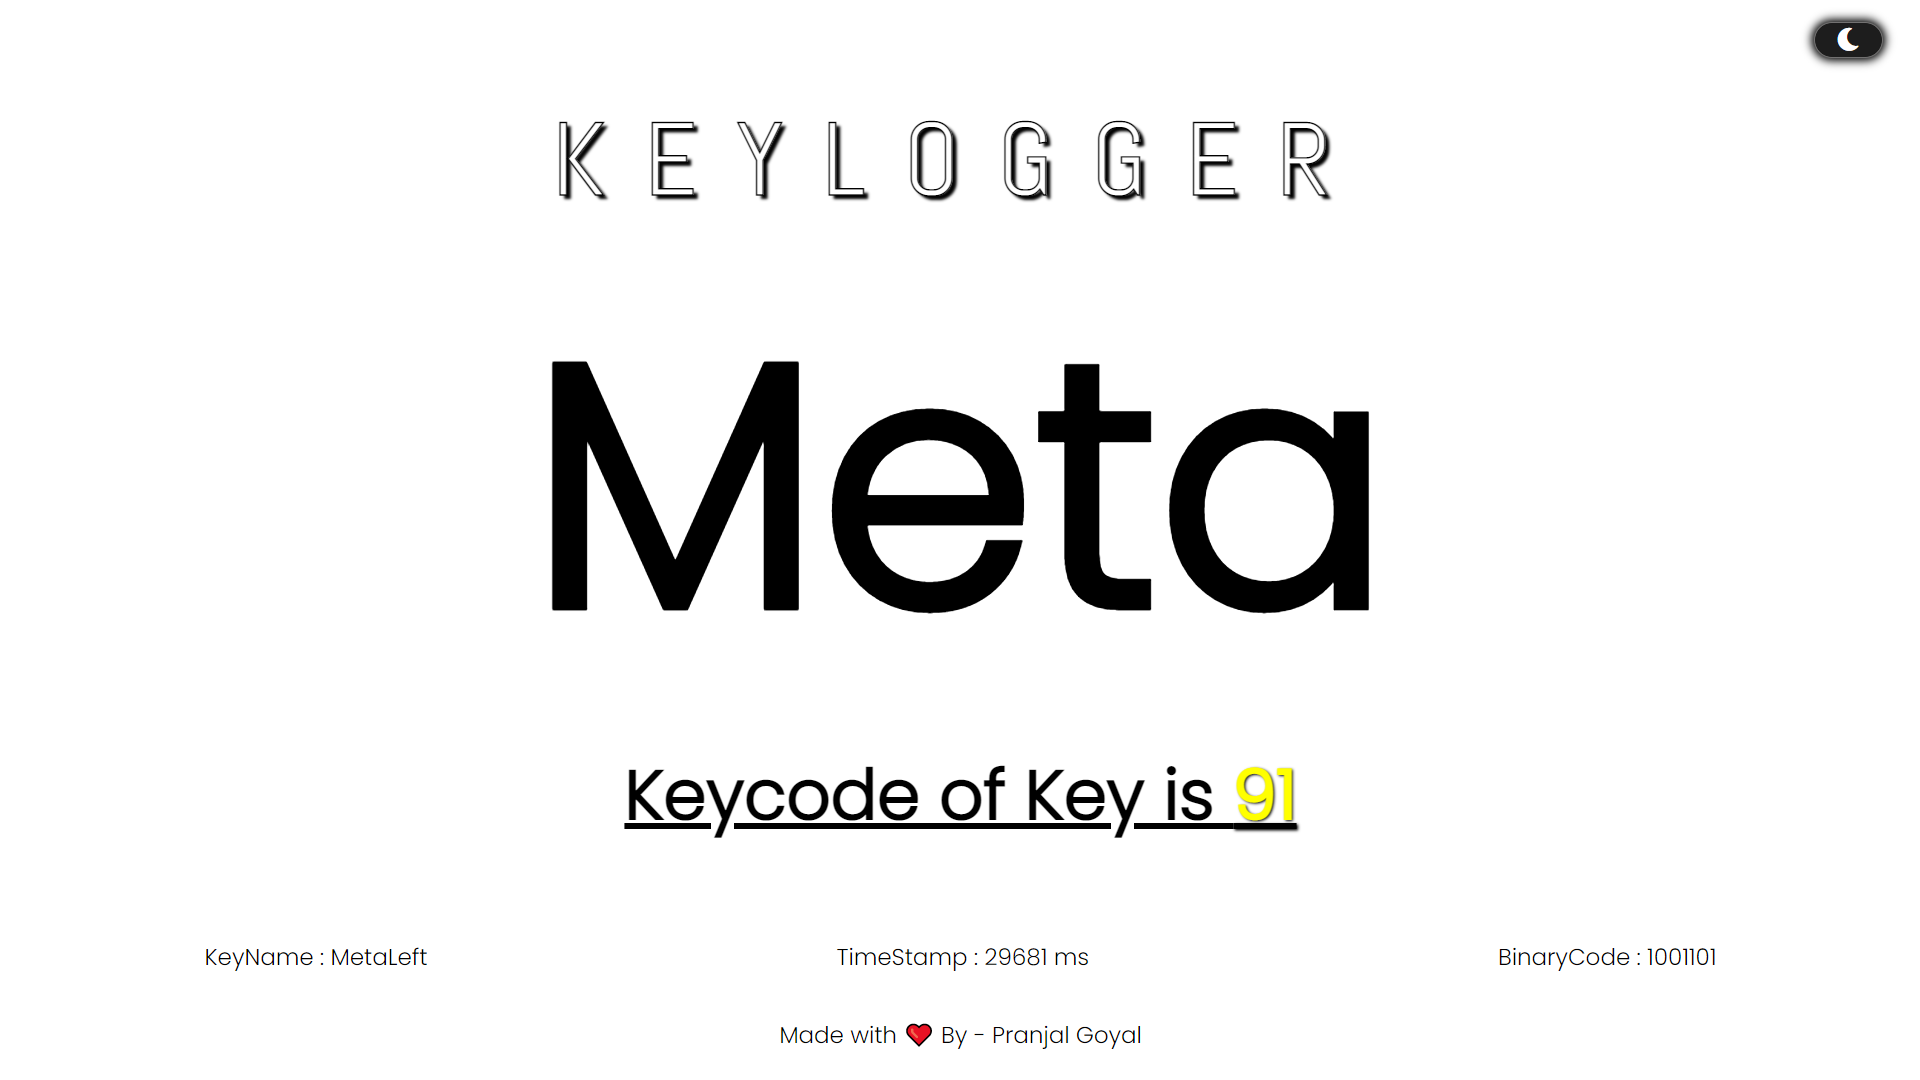 KEYLOGGER
Meta
Keycode of Key is 91
KeyName : MetaLeft
TimeStamp : 29681 ms
BinaryCode : 1001101
Made with ❤️ By - Pranjal Goyal